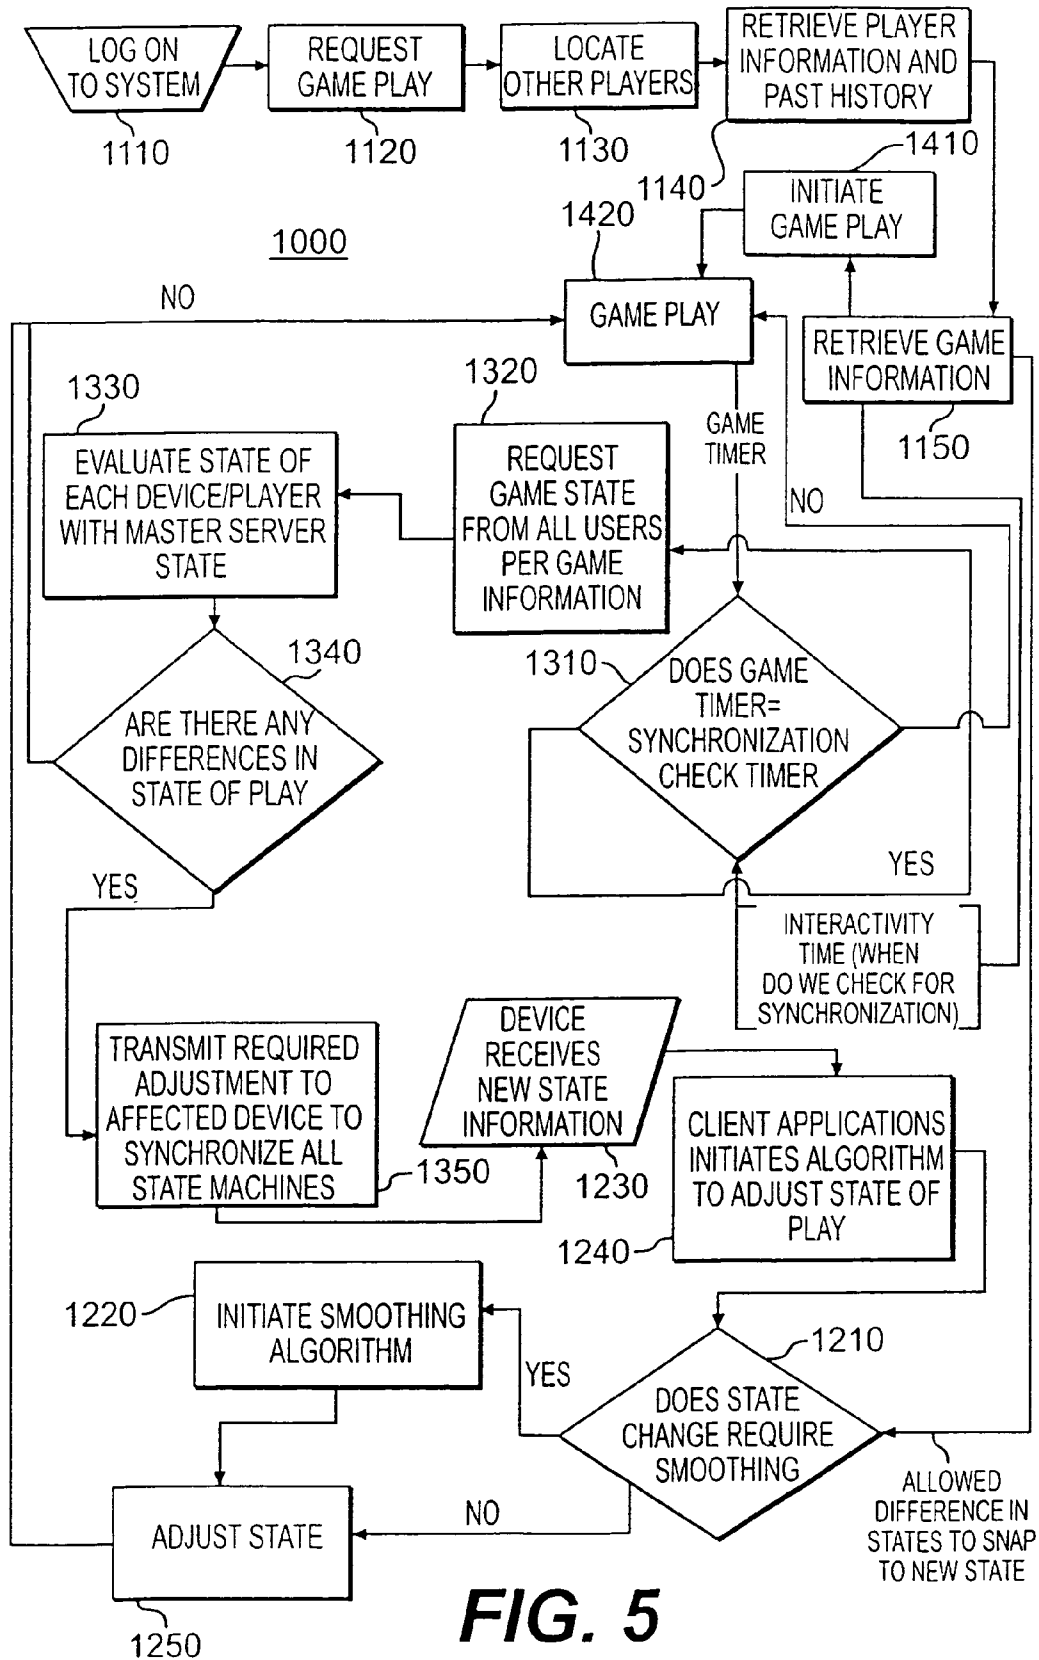 LOG ON
TO SYSTEM
1110
REQUEST
GAME PLAY
1120
LOCATE
OTHER PLAYERS
1130
RETRIEVE PLAYER
INFORMATION AND
PAST HISTORY
1140
1410
INITIATE
GAME PLAY
1420
1000
NO
GAME PLAY
RETRIEVE GAME
INFORMATION
1150
1330
EVALUATE STATE OF
EACH DEVICE/PLAYER
WITH MASTER SERVER
STATE
1320
REQUEST
GAME STATE
FROM ALL USERS
PER GAME
INFORMATION
GAME
TIMER
NO
1340
ARE THERE ANY
DIFFERENCES IN
STATE OF PLAY
YES
1310
DOES GAME
TIMER=
SYNCHRONIZATION
CHECK TIMER
YES
INTERACTIVITY
TIME (WHEN
DO WE CHECK FOR
SYNCHRONIZATION)
TRANSMIT REQUIRED
ADJUSTMENT TO
AFFECTED DEVICE TO
SYNCHRONIZE ALL
STATE MACHINES
1350
DEVICE
RECEIVES
NEW STATE
INFORMATION
1230
CLIENT APPLICATIONS
INITIATES ALGORITHM
TO ADJUST STATE OF
PLAY
1240
1220
INITIATE SMOOTHING
ALGORITHM
YES
1210
DOES STATE
CHANGE REQUIRE
SMOOTHING
NO
ALLOWED
DIFFERENCE IN
STATES TO SNAP
TO NEW STATE
ADJUST STATE
1250
FIG. 5